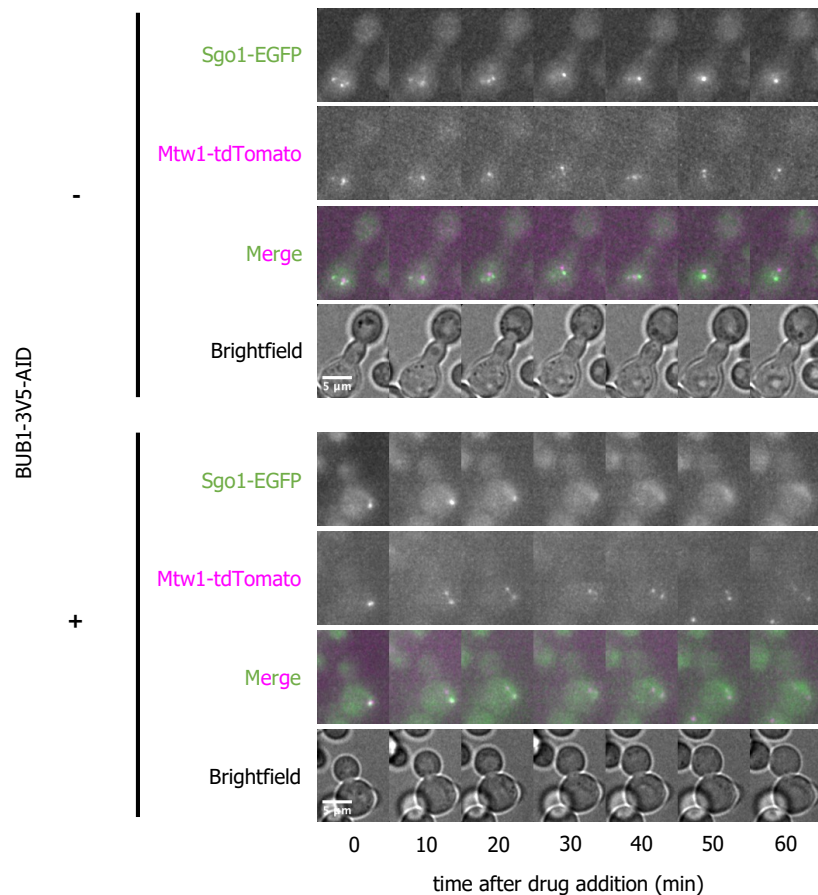 Sgo1-EGFP
Mtw1-tdTomato
-
Merge
Brightfield
5 µm
BUB1-3V5-AID
Sgo1-EGFP
Mtw1-tdTomato
+
Merge
Brightfield
5 µm
0 10 20 30 40 50 60
time after drug addition (min)